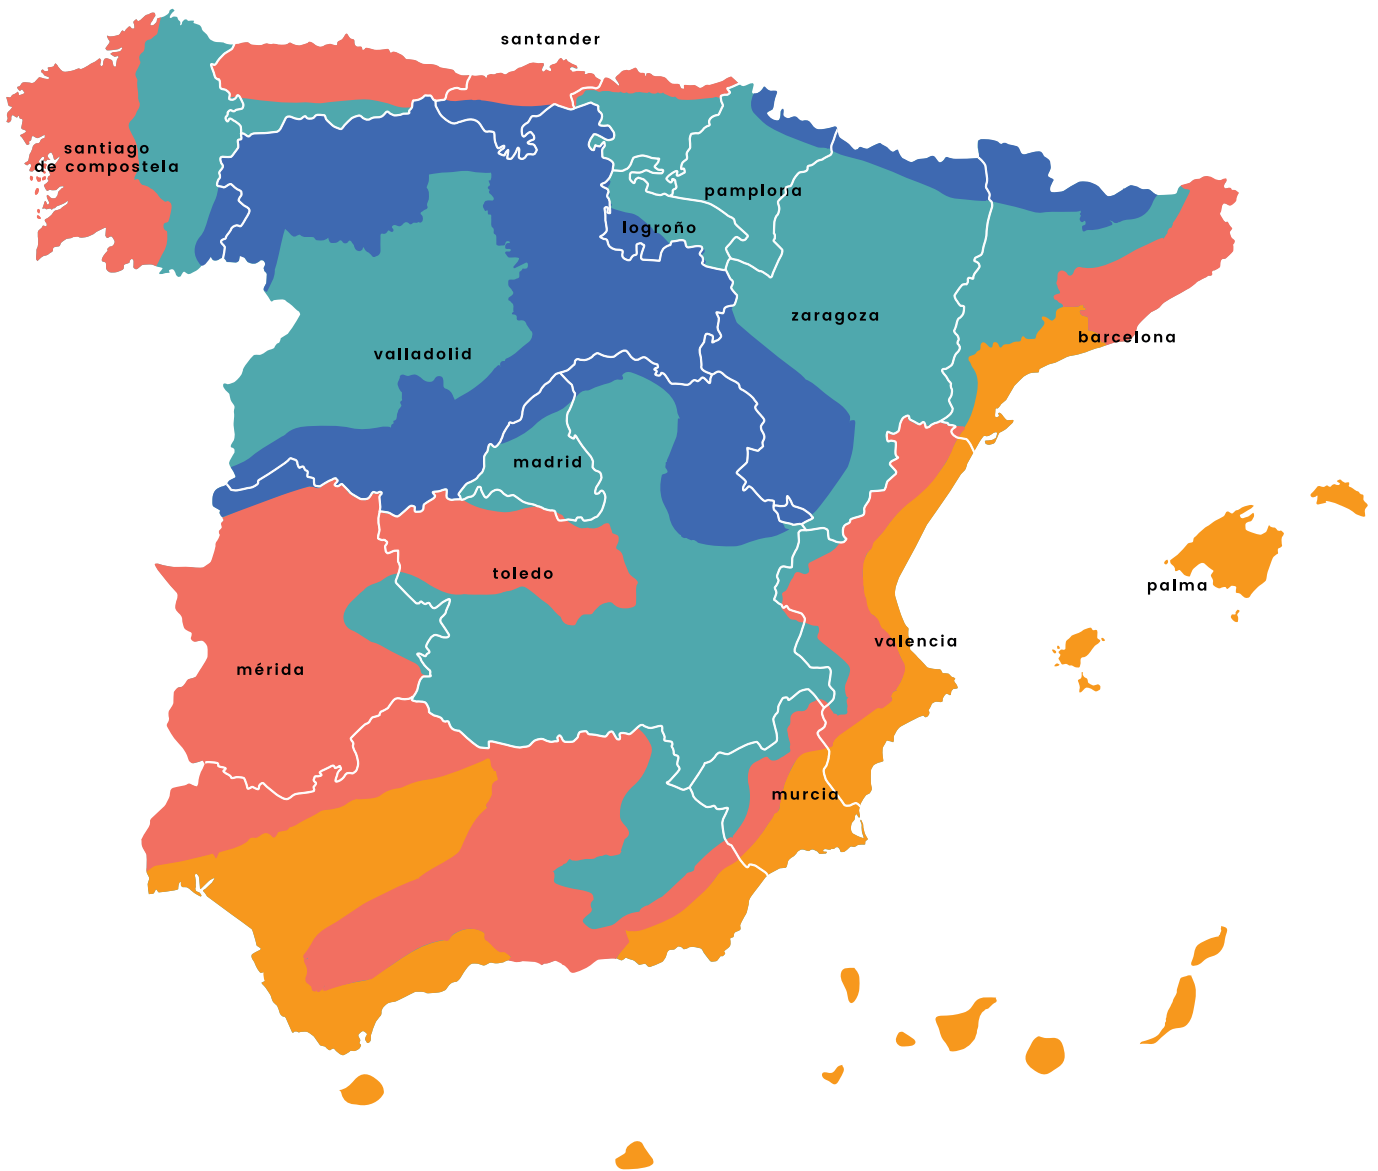 santander
santiago
de compostela
pamplona
logroño
zaragoza
barcelona
valladolid
madrid
toledo
palma
valencia
mérida
murcia